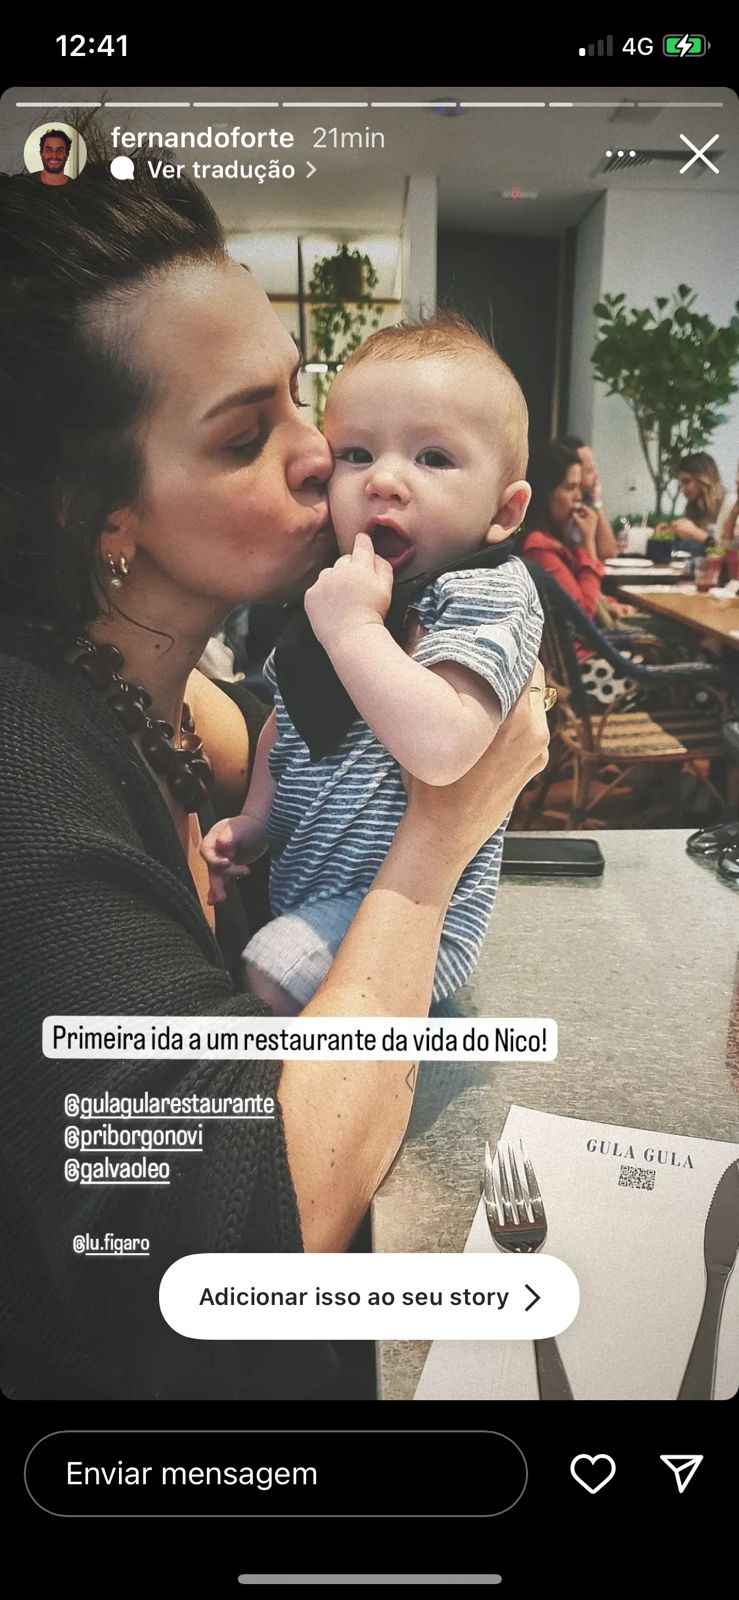 12:41
4G
fernandoforte 21min
Ver tradução
Primeira ida a um restaurante da vida do Nico!
@gulagularestaurante
@priborgonovi
@galvaoleo
@lu.figaro
GULA GULA
Adicionar isso ao seu story
Enviar mensagem